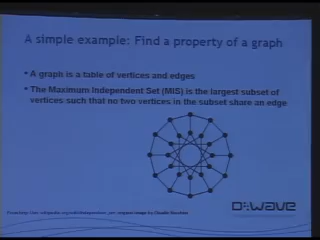 A simple example: Find a property of a graph
• A graph is a table of vertices and edges
• The Maximum Independent Set (MIS) is the largest subset of
vertices such that no two vertices in the subset share an edge
D:WAVE